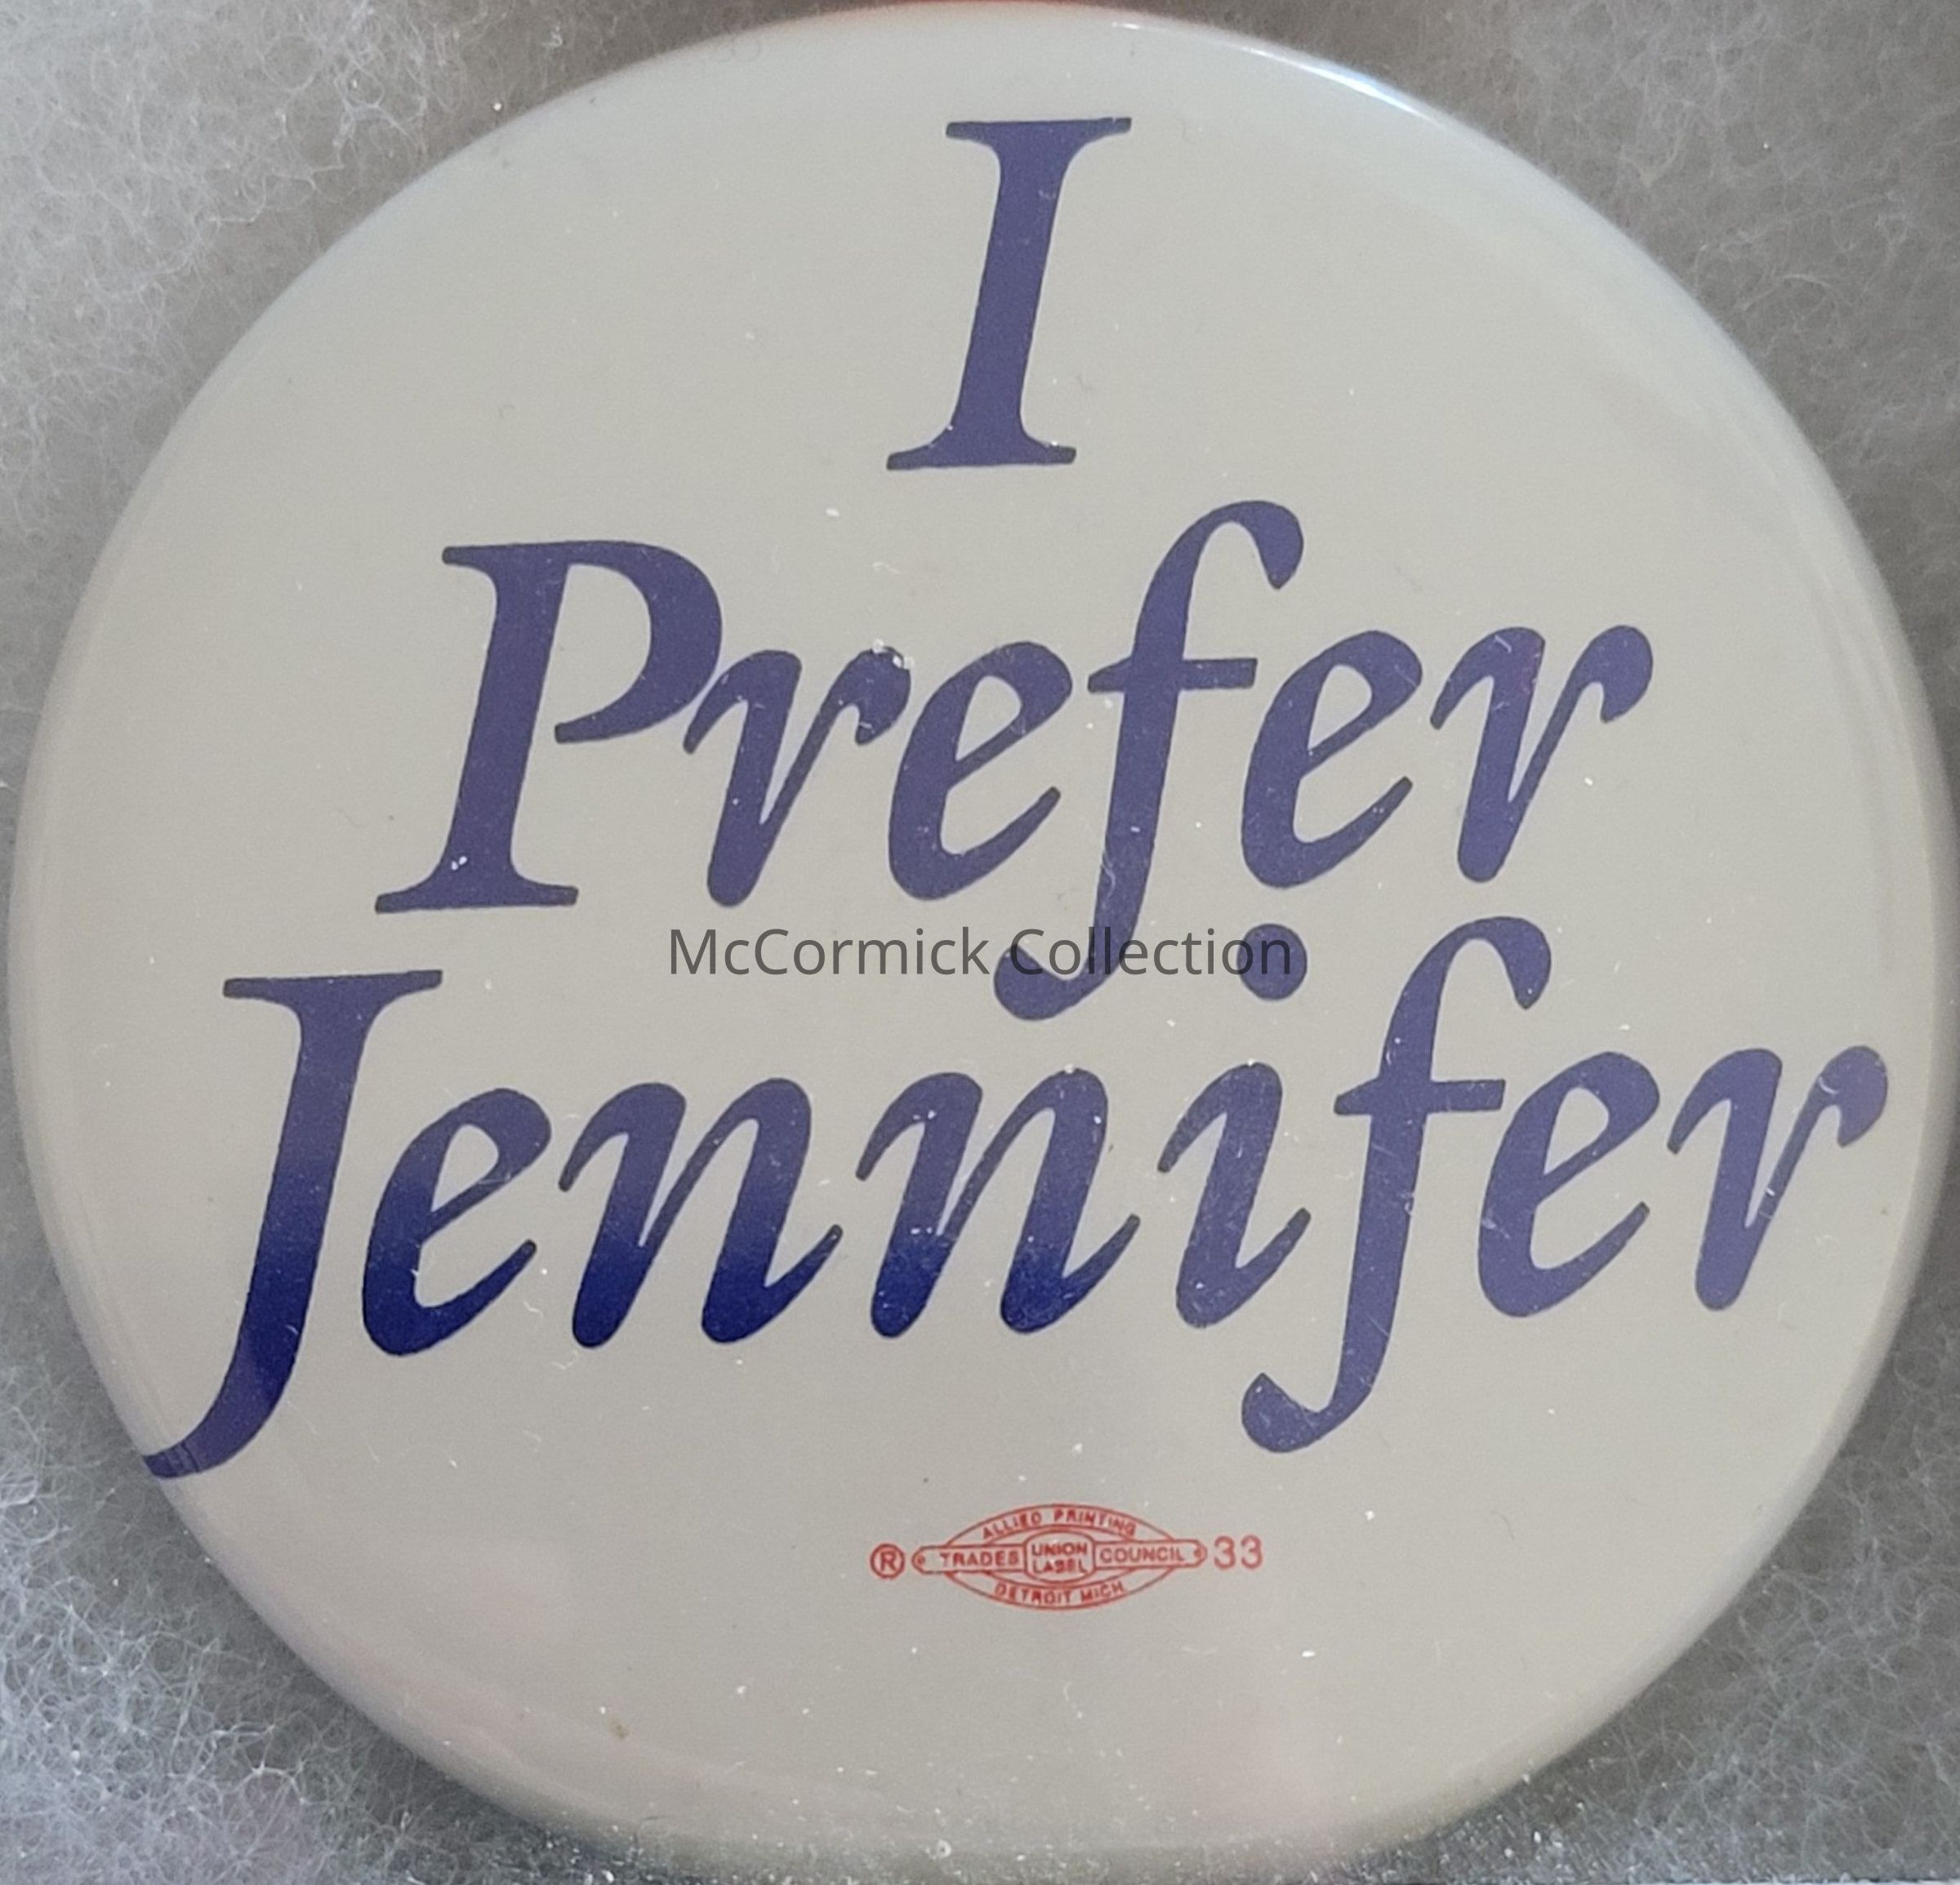 I
Prefer
McCormick Collection
Jennifer
ALLIED PRINTING
® TRADES UNION LABEL COUNCIL 33
DETROIT MICH